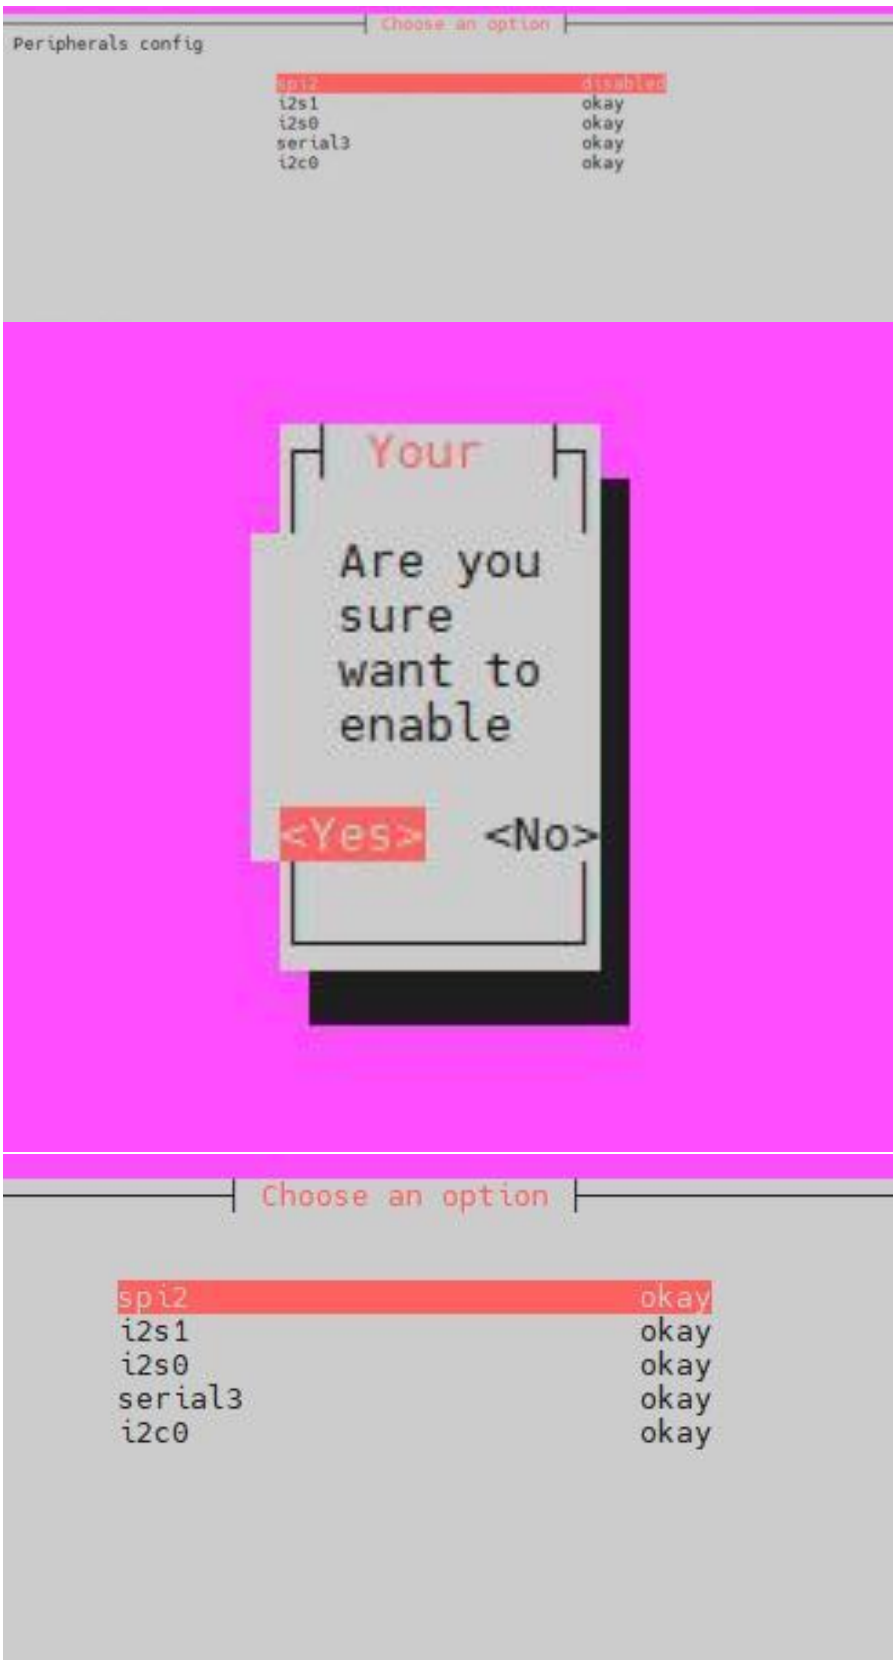 Choose an option
Peripherals config
spi2 disabled
i2s1 okay
i2s0 okay
serial3 okay
i2c0 okay
Your
Are you
sure
want to
enable
<Yes> <No>
Choose an option
spi2 okay
i2s1 okay
i2s0 okay
serial3 okay
i2c0 okay